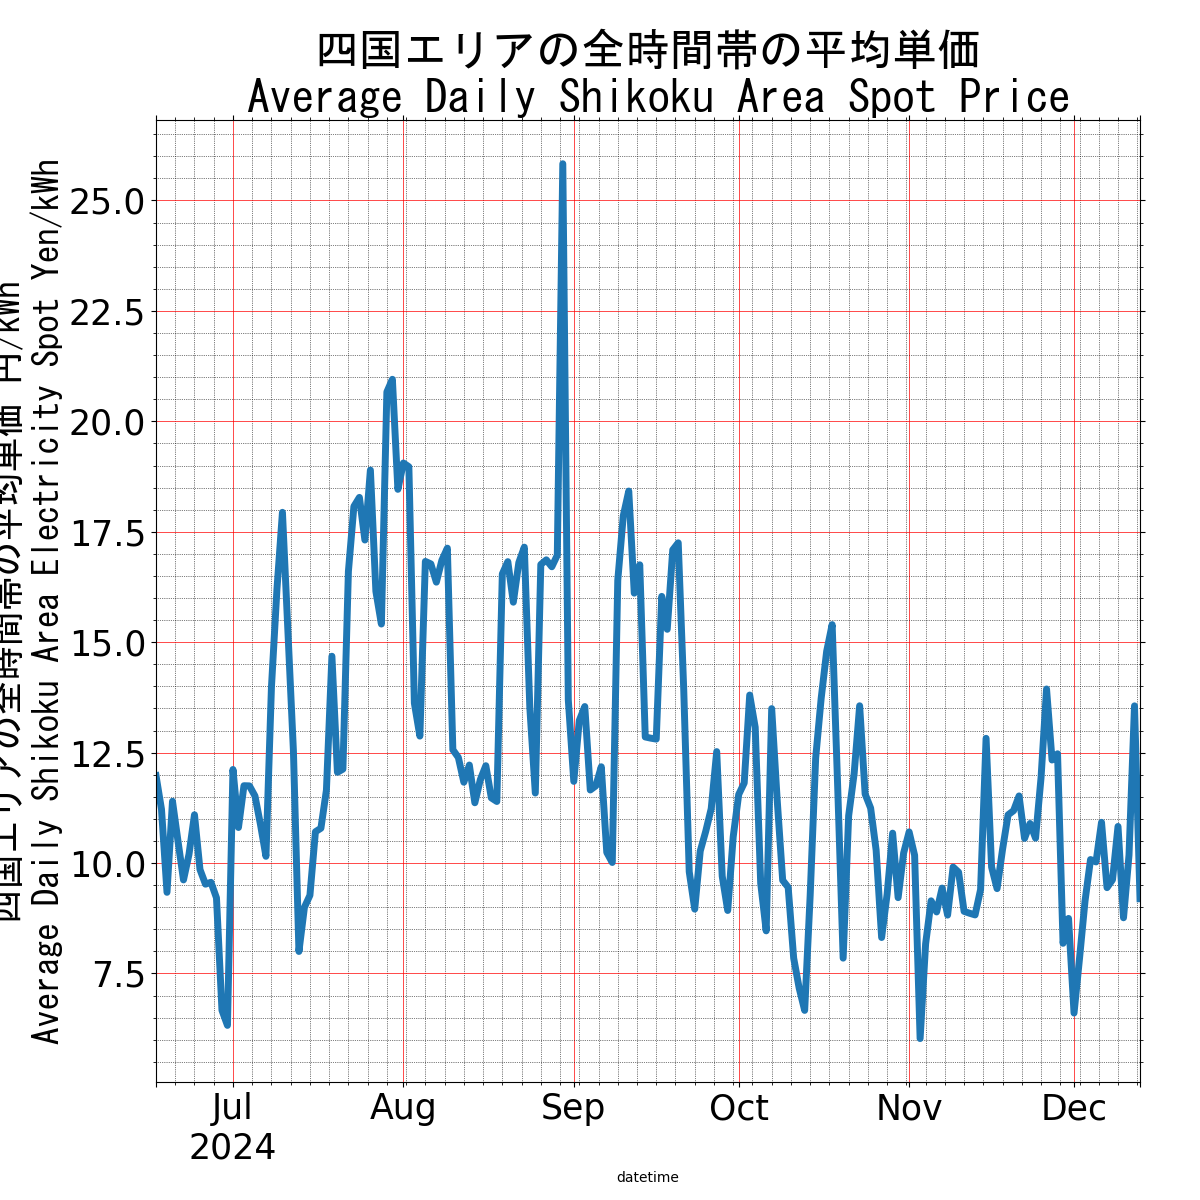 四国エリアの全時間帯の平均単価
Average Daily Shikoku Area Spot Price
四国エリアの全時間帯の平均単価 円/kWh
Average Daily Shikoku Area Electricity Spot Yen/kWh
25.0
22.5
20.0
17.5
15.0
12.5
10.0
7.5
Jul Aug Sep Oct Nov Dec
2024
datetime